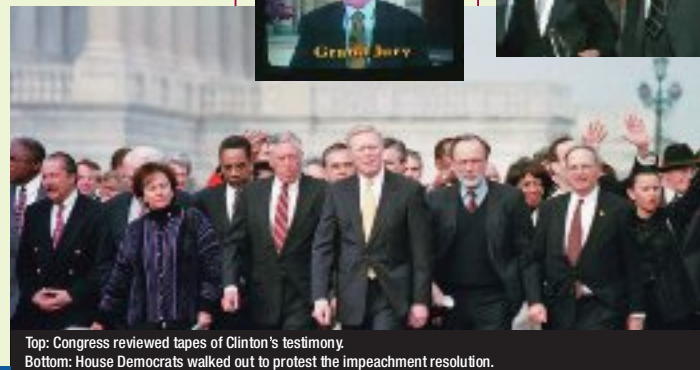 Grand Jury
Top: Congress reviewed tapes of Clinton's testimony.
Bottom: House Democrats walked out to protest the impeachment resolution.